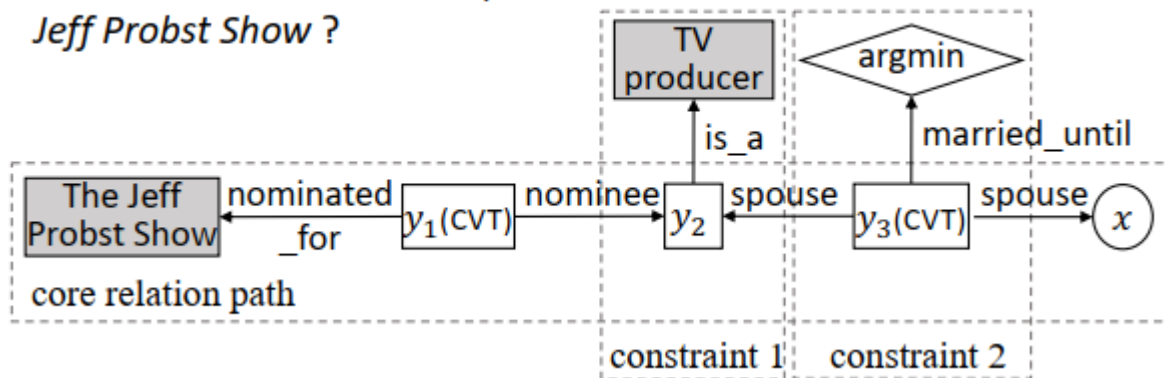 Jeff Probst Show ?
TV
producer
argmin
is_a
married_until
The Jeff
Probst Show
nominated
_for
y₁(CVT)
nominee
y₂
spouse
y₃(CVT)
spouse
x
core relation path
constraint 1
constraint 2